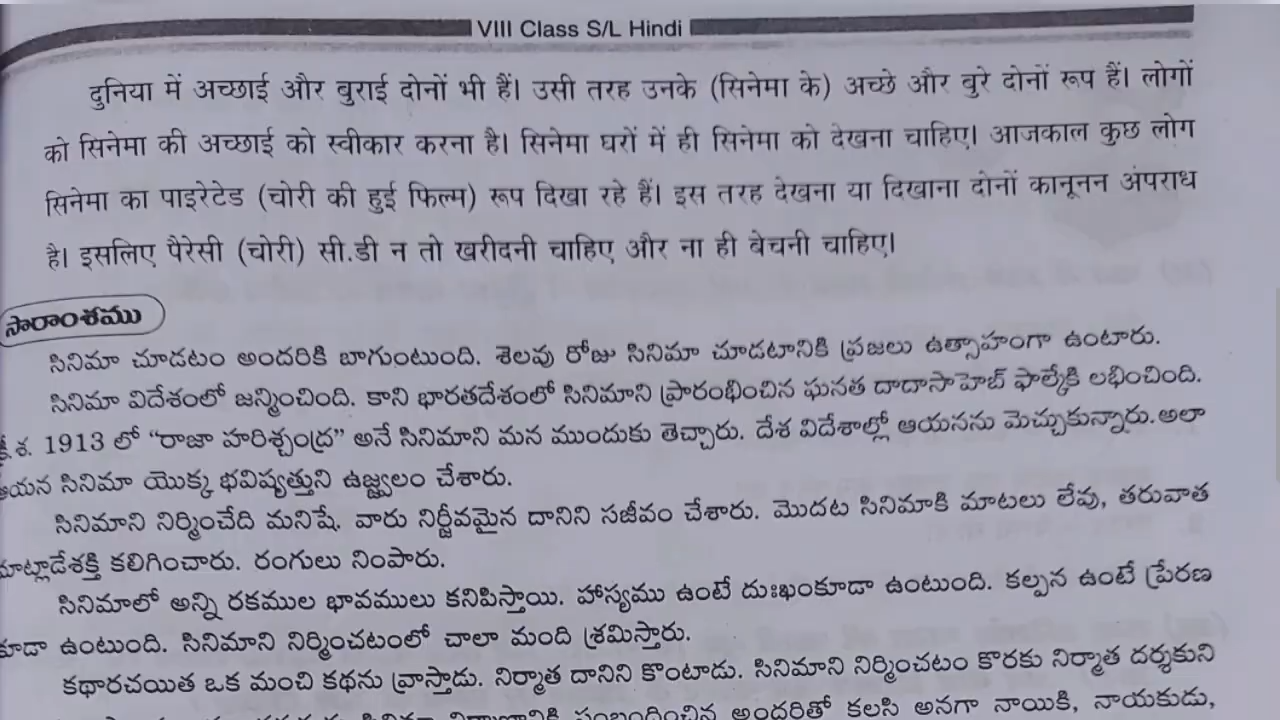 VIII Class S/L Hindi
दुनिया में अच्छाई और बुराई दोनों भी हैं। उसी तरह उनके (सिनेमा के) अच्छे और बुरे दोनों रूप हैं। लोगों
को सिनेमा की अच्छाई को स्वीकार करना है। सिनेमा घरों में ही सिनेमा को देखना चाहिए। आजकाल कुछ लोग
सिनेमा का पाइरेटेड (चोरी की हुई फिल्म) रूप दिखा रहे हैं। इस तरह देखना या दिखाना दोनों कानूनन अंपराध
है। इसलिए पैरेसी (चोरी) सी.डी न तो खरीदनी चाहिए और ना ही बेचनी चाहिए।
సారాంశము
సినిమా చూడటం అందరికి బాగుంటుంది. శెలవు రోజు సినిమా చూడటానికి ప్రజలు ఉత్సాహంగా ఉంటారు.
సినిమా విదేశంలో జన్మించింది. కాని భారతదేశంలో సినిమాని ప్రారంభించిన ఘనత దాదాసాహెబ్ ఫాల్కేకి లభించింది.
క్రీ.శ. 1913 లో "రాజా హరిశ్చంద్ర" అనే సినిమాని మన ముందుకు తెచ్చారు. దేశ విదేశాల్లో ఆయనను మెచ్చుకున్నారు.అలా
ఆయన సినిమా యొక్క భవిష్యత్తుని ఉజ్జ్వలం చేశారు.
సినిమాని నిర్మించేది మనిషే. వారు నిర్జీవమైన దానిని సజీవం చేశారు. మొదట సినిమాకి మాటలు లేవు, తరువాత
మాట్లాడేశక్తి కలిగించారు. రంగులు నింపారు.
సినిమాలో అన్ని రకముల భావములు కనిపిస్తాయి. హాస్యము ఉంటే దుఃఖంకూడా ఉంటుంది. కల్పన ఉంటే ప్రేరణ
కూడా ఉంటుంది. సినిమాని నిర్మించటంలో చాలా మంది శ్రమిస్తారు.
కథారచయిత ఒక మంచి కథను వ్రాస్తాడు. నిర్మాత దానిని కొంటాడు. సినిమాని నిర్మించటం కొరకు నిర్మాత దర్శకుని
సినిమా నిర్మాణానికి సంబంధించిన అందరితో కలసి అనగా నాయికి, నాయకుడు,